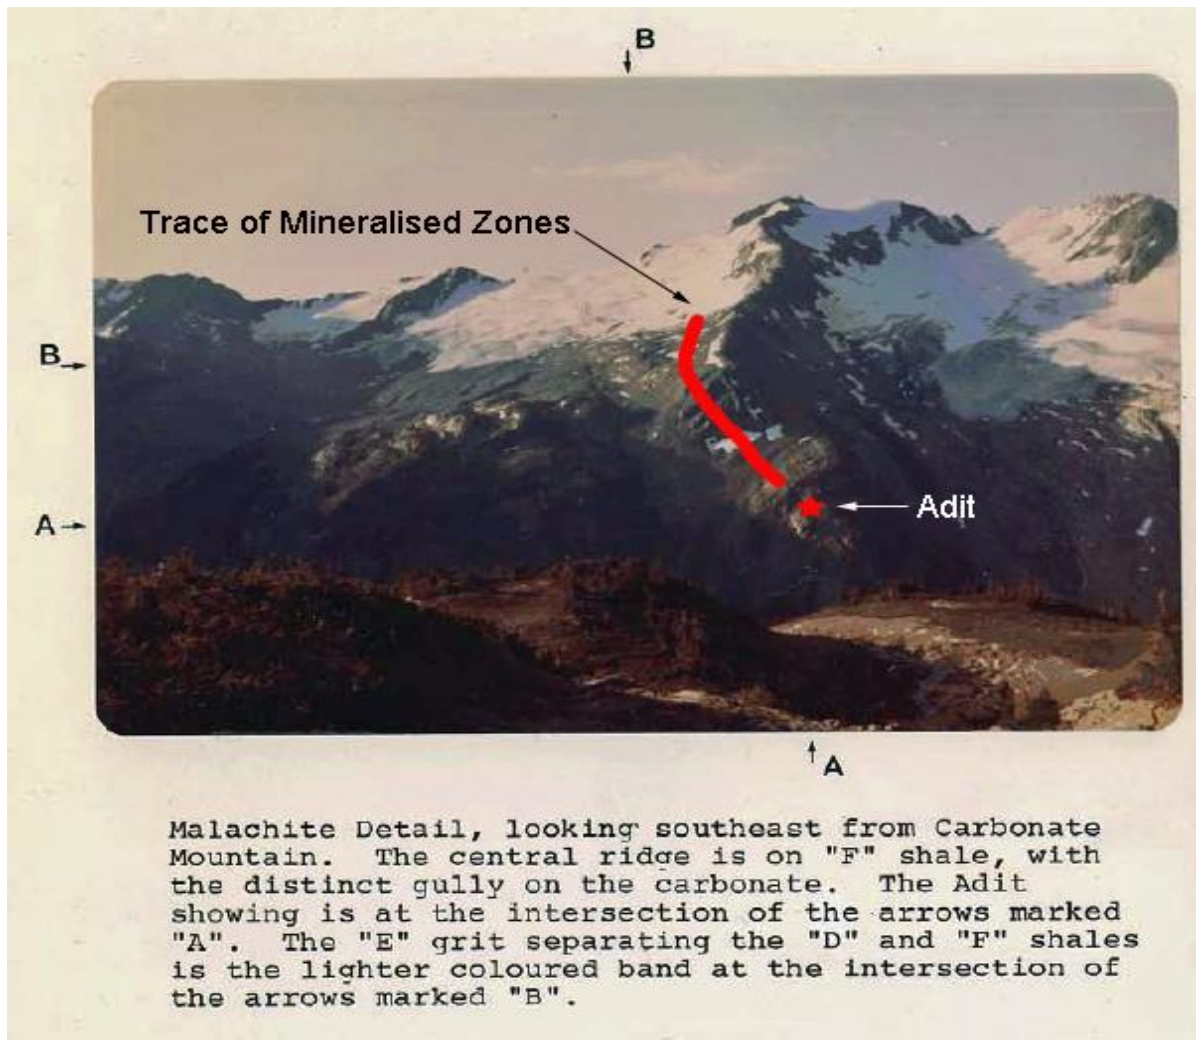 B
Trace of Mineralised Zones
B
A
Adit
A
Malachite Detail, looking southeast from Carbonate
Mountain.  The central ridge is on "F" shale, with
the distinct gully on the carbonate.  The Adit
showing is at the intersection of the arrows marked
"A".  The "E" grit separating the "D" and "F" shales
is the lighter coloured band at the intersection of
the arrows marked "B".